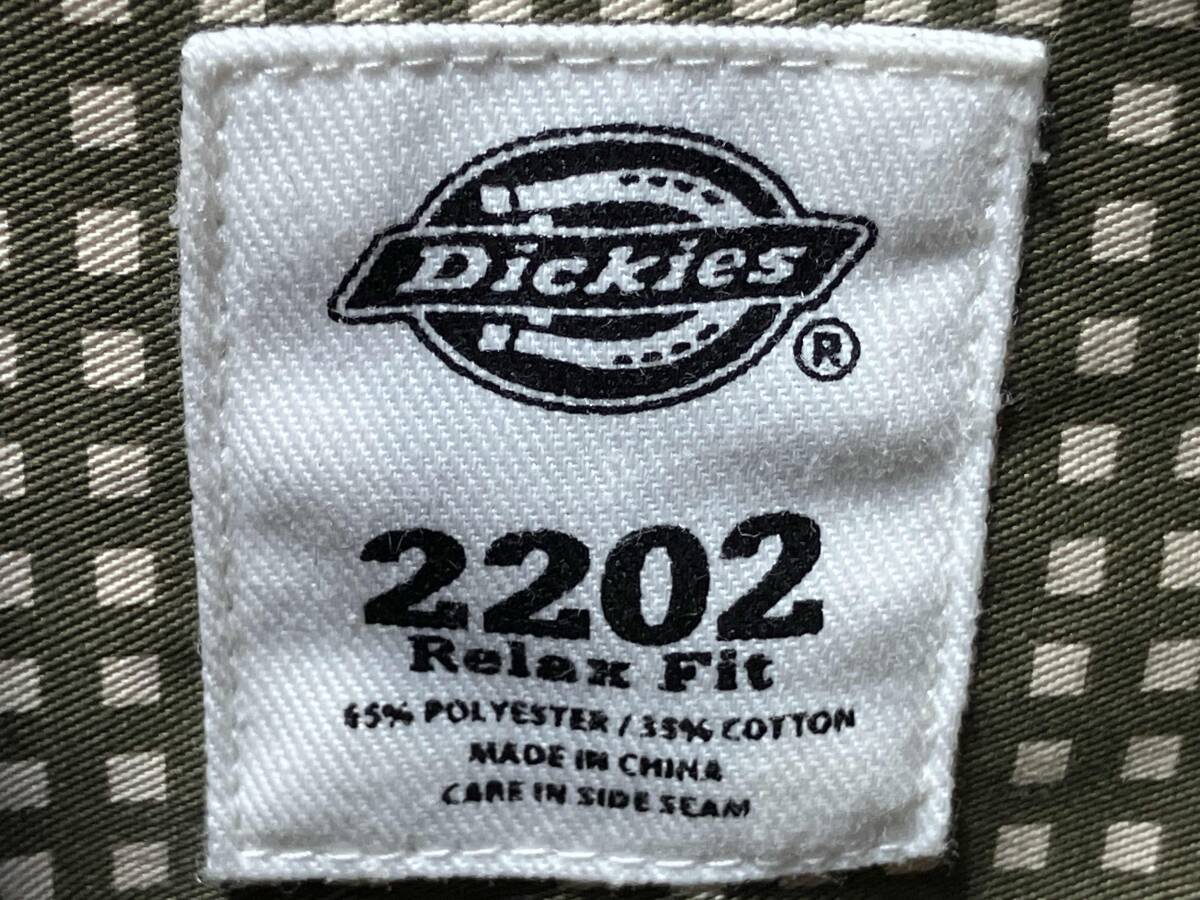 Dickies
®
2202
Relax Fit
65% POLYESTER / 35% COTTON
MADE IN CHINA
CARE IN SIDE SEAM